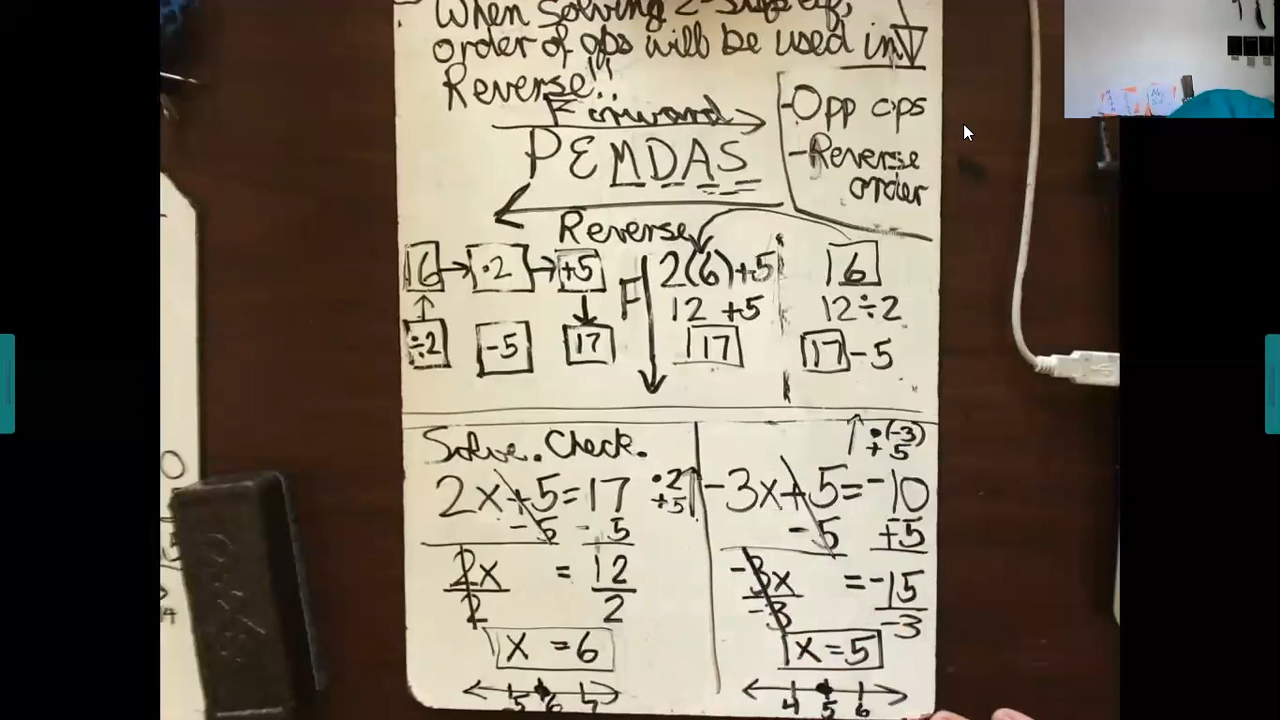 When Solving 2-step eq,
order of ops will be used in
Reverse!!
Forward
PEMDAS
Reverse
-Opp ops
-Reverse
order
6 → ·2 → +5
÷2 -5 17
F
2(6)+5
12 +5
17
6
12÷2
17-5
Solve. Check.
2x+5=17
-5 -5
2x = 12
2 2
x = 6
5 6 7
·2
+5
·(-3)
+5
-3x+5=-10
-5 +5
-3x =-15
-3 -3
x=5
4 5 6